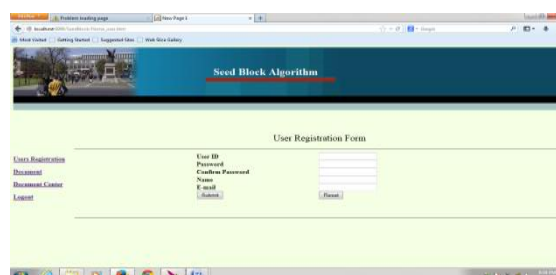 Problem loading page
New Page 1
Most Visited Getting Started Suggested Sites Web Slice Gallery
Seed Block Algorithm
User Registration Form
Users Registration
Document
Document Center
Logout
User ID
Password
Confirm Password
Name
E-mail
Submit Reset